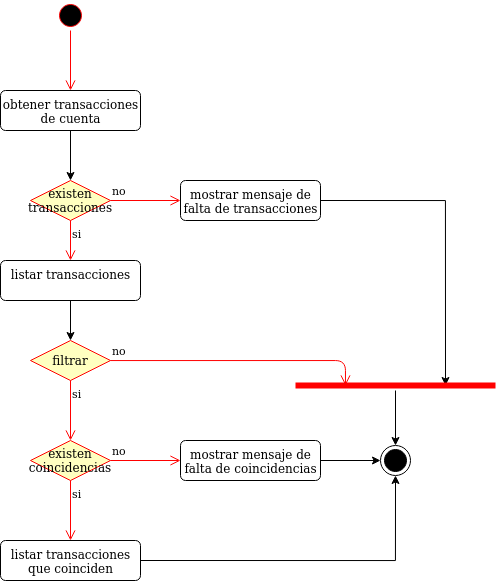 obtener transacciones
de cuenta
existen
transacciones
no
mostrar mensaje de
falta de transacciones
si
listar transacciones
filtrar
no
si
existen
coincidencias
no
mostrar mensaje de
falta de coincidencias
si
listar transacciones
que coinciden